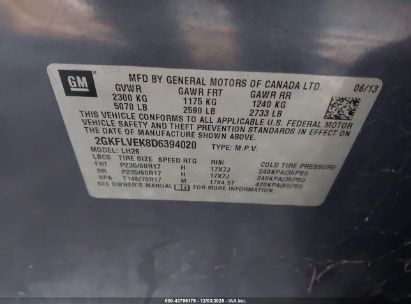 GM
MFD BY GENERAL MOTORS OF CANADA LTD.
06/13
GVWR GAWR FRT GAWR RR
2300 KG 1175 KG 1240 KG
5070 LB 2590 LB 2733 LB
THIS VEHICLE CONFORMS TO ALL APPLICABLE U.S. FEDERAL MOTOR
VEHICLE SAFETY AND THEFT PREVENTION STANDARDS IN EFFECT
ON THE DATE OF MANUFACTURE SHOWN ABOVE.
2GKFLVEK8D6394020 TYPE: M.P.V.
MODEL: LH26
LBCS TIRE SIZE SPEED RTG RIM COLD TIRE PRESSURE
FRT P235/60R17 H 17X7J 240KPA(35PSI)
RR P235/60R17 H 17X7J 240KPA(35PSI)
SPA T145/70R17 M 17X4.5T 420KPA(60PSI)
SEE OWNER'S MANUAL